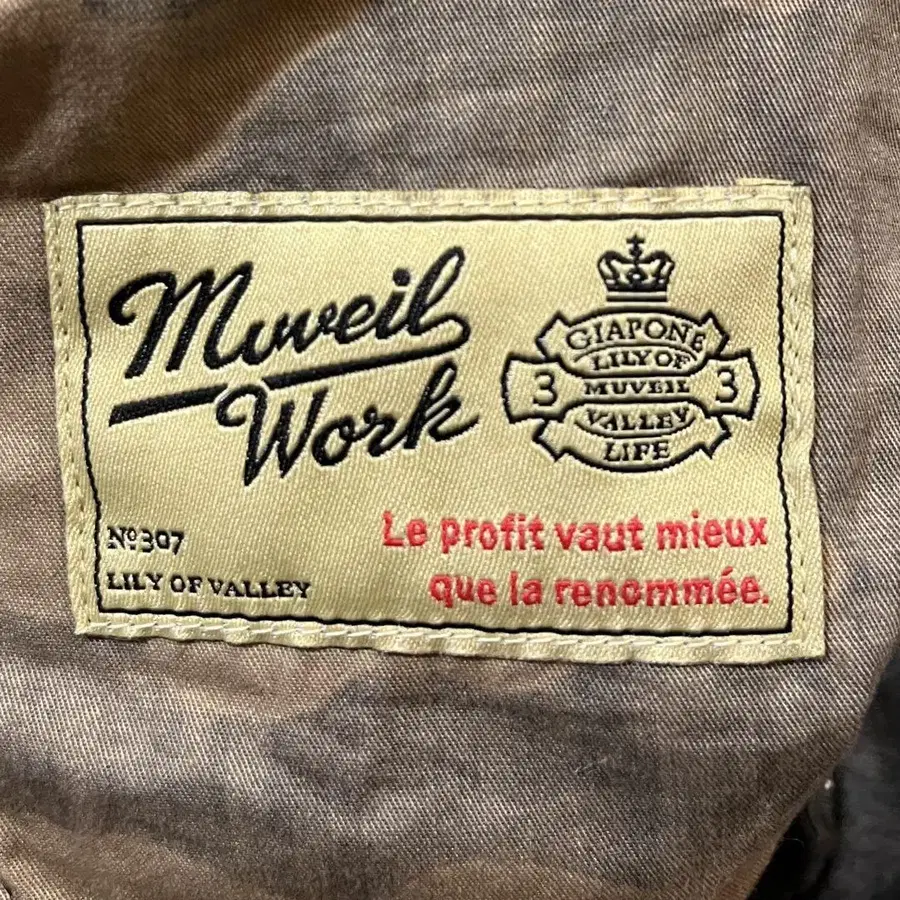 Muveil
Work
GIAPONE
LILY OF
3 MUVEIL 3
VALLEY
LIFE
Nº307
LILY OF VALLEY
Le profit vaut mieux
que la renommée.